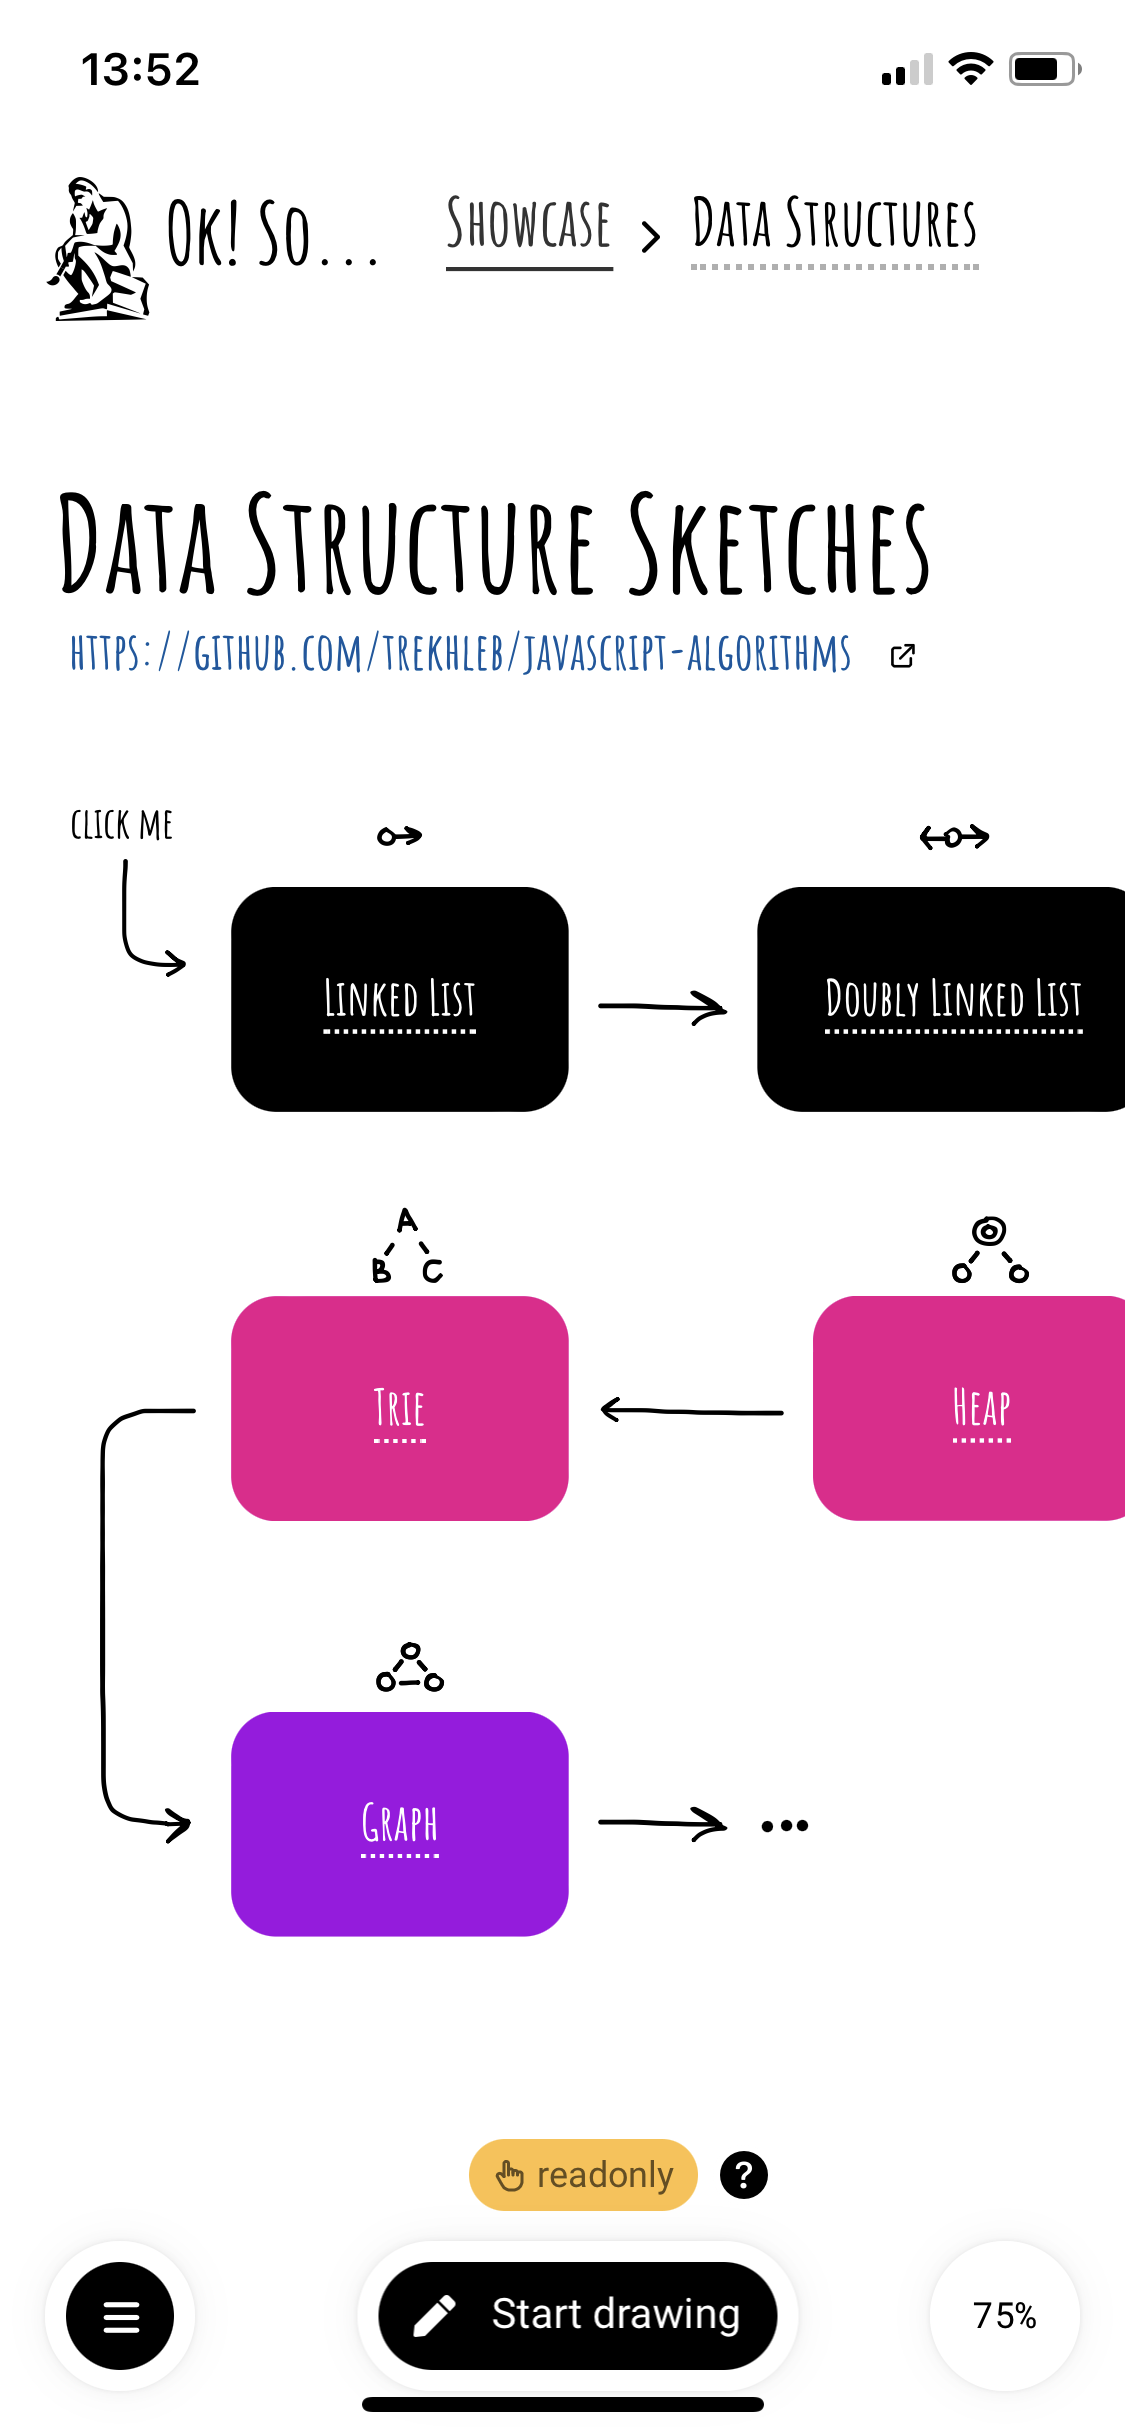 13:52
Ok! So...
Showcase > Data Structures
Data Structure Sketches
https://github.com/trekhleb/javascript-algorithms
click me
Linked List
Doubly Linked List
A
B C
Trie
Heap
Graph
...
readonly
?
Start drawing
75%